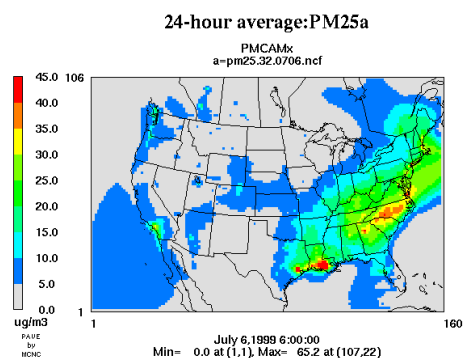 24-hour average:PM25a
PMCAMx
a=pm25.32.0706.ncf
45.0
40.0
35.0
30.0
25.0
20.0
15.0
10.0
5.0
0.0
ug/m3
PAVE
by
MCNC
106
1
1
160
July 6,1999 6:00:00
Min= 0.0 at (1,1), Max= 65.2 at (107,22)